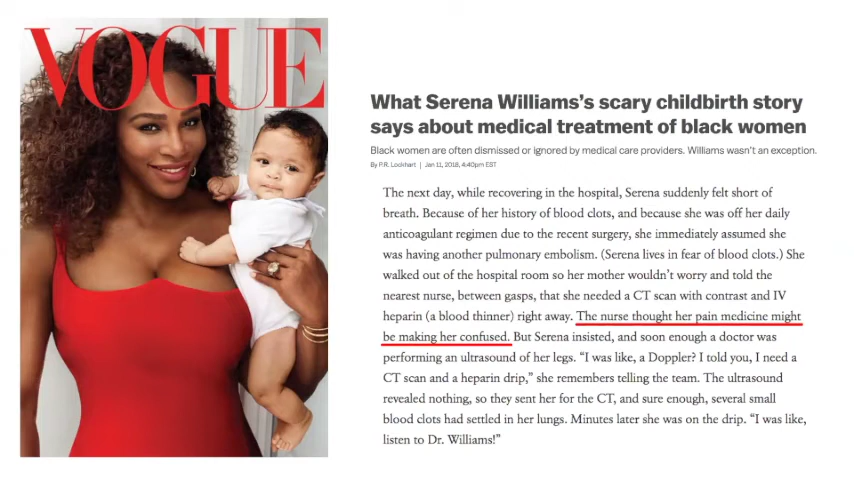 VOGUE
What Serena Williams's scary childbirth story
says about medical treatment of black women
Black women are often dismissed or ignored by medical care providers. Williams wasn't an exception.
By P.R. Lockhart | Jan 11, 2018, 4:40pm EST
The next day, while recovering in the hospital, Serena suddenly felt short of
breath. Because of her history of blood clots, and because she was off her daily
anticoagulant regimen due to the recent surgery, she immediately assumed she
was having another pulmonary embolism. (Serena lives in fear of blood clots.) She
walked out of the hospital room so her mother wouldn't worry and told the
nearest nurse, between gasps, that she needed a CT scan with contrast and IV
heparin (a blood thinner) right away. The nurse thought her pain medicine might
be making her confused. But Serena insisted, and soon enough a doctor was
performing an ultrasound of her legs. “I was like, a Doppler? I told you, I need a
CT scan and a heparin drip,” she remembers telling the team. The ultrasound
revealed nothing, so they sent her for the CT, and sure enough, several small
blood clots had settled in her lungs. Minutes later she was on the drip. “I was like,
listen to Dr. Williams!”